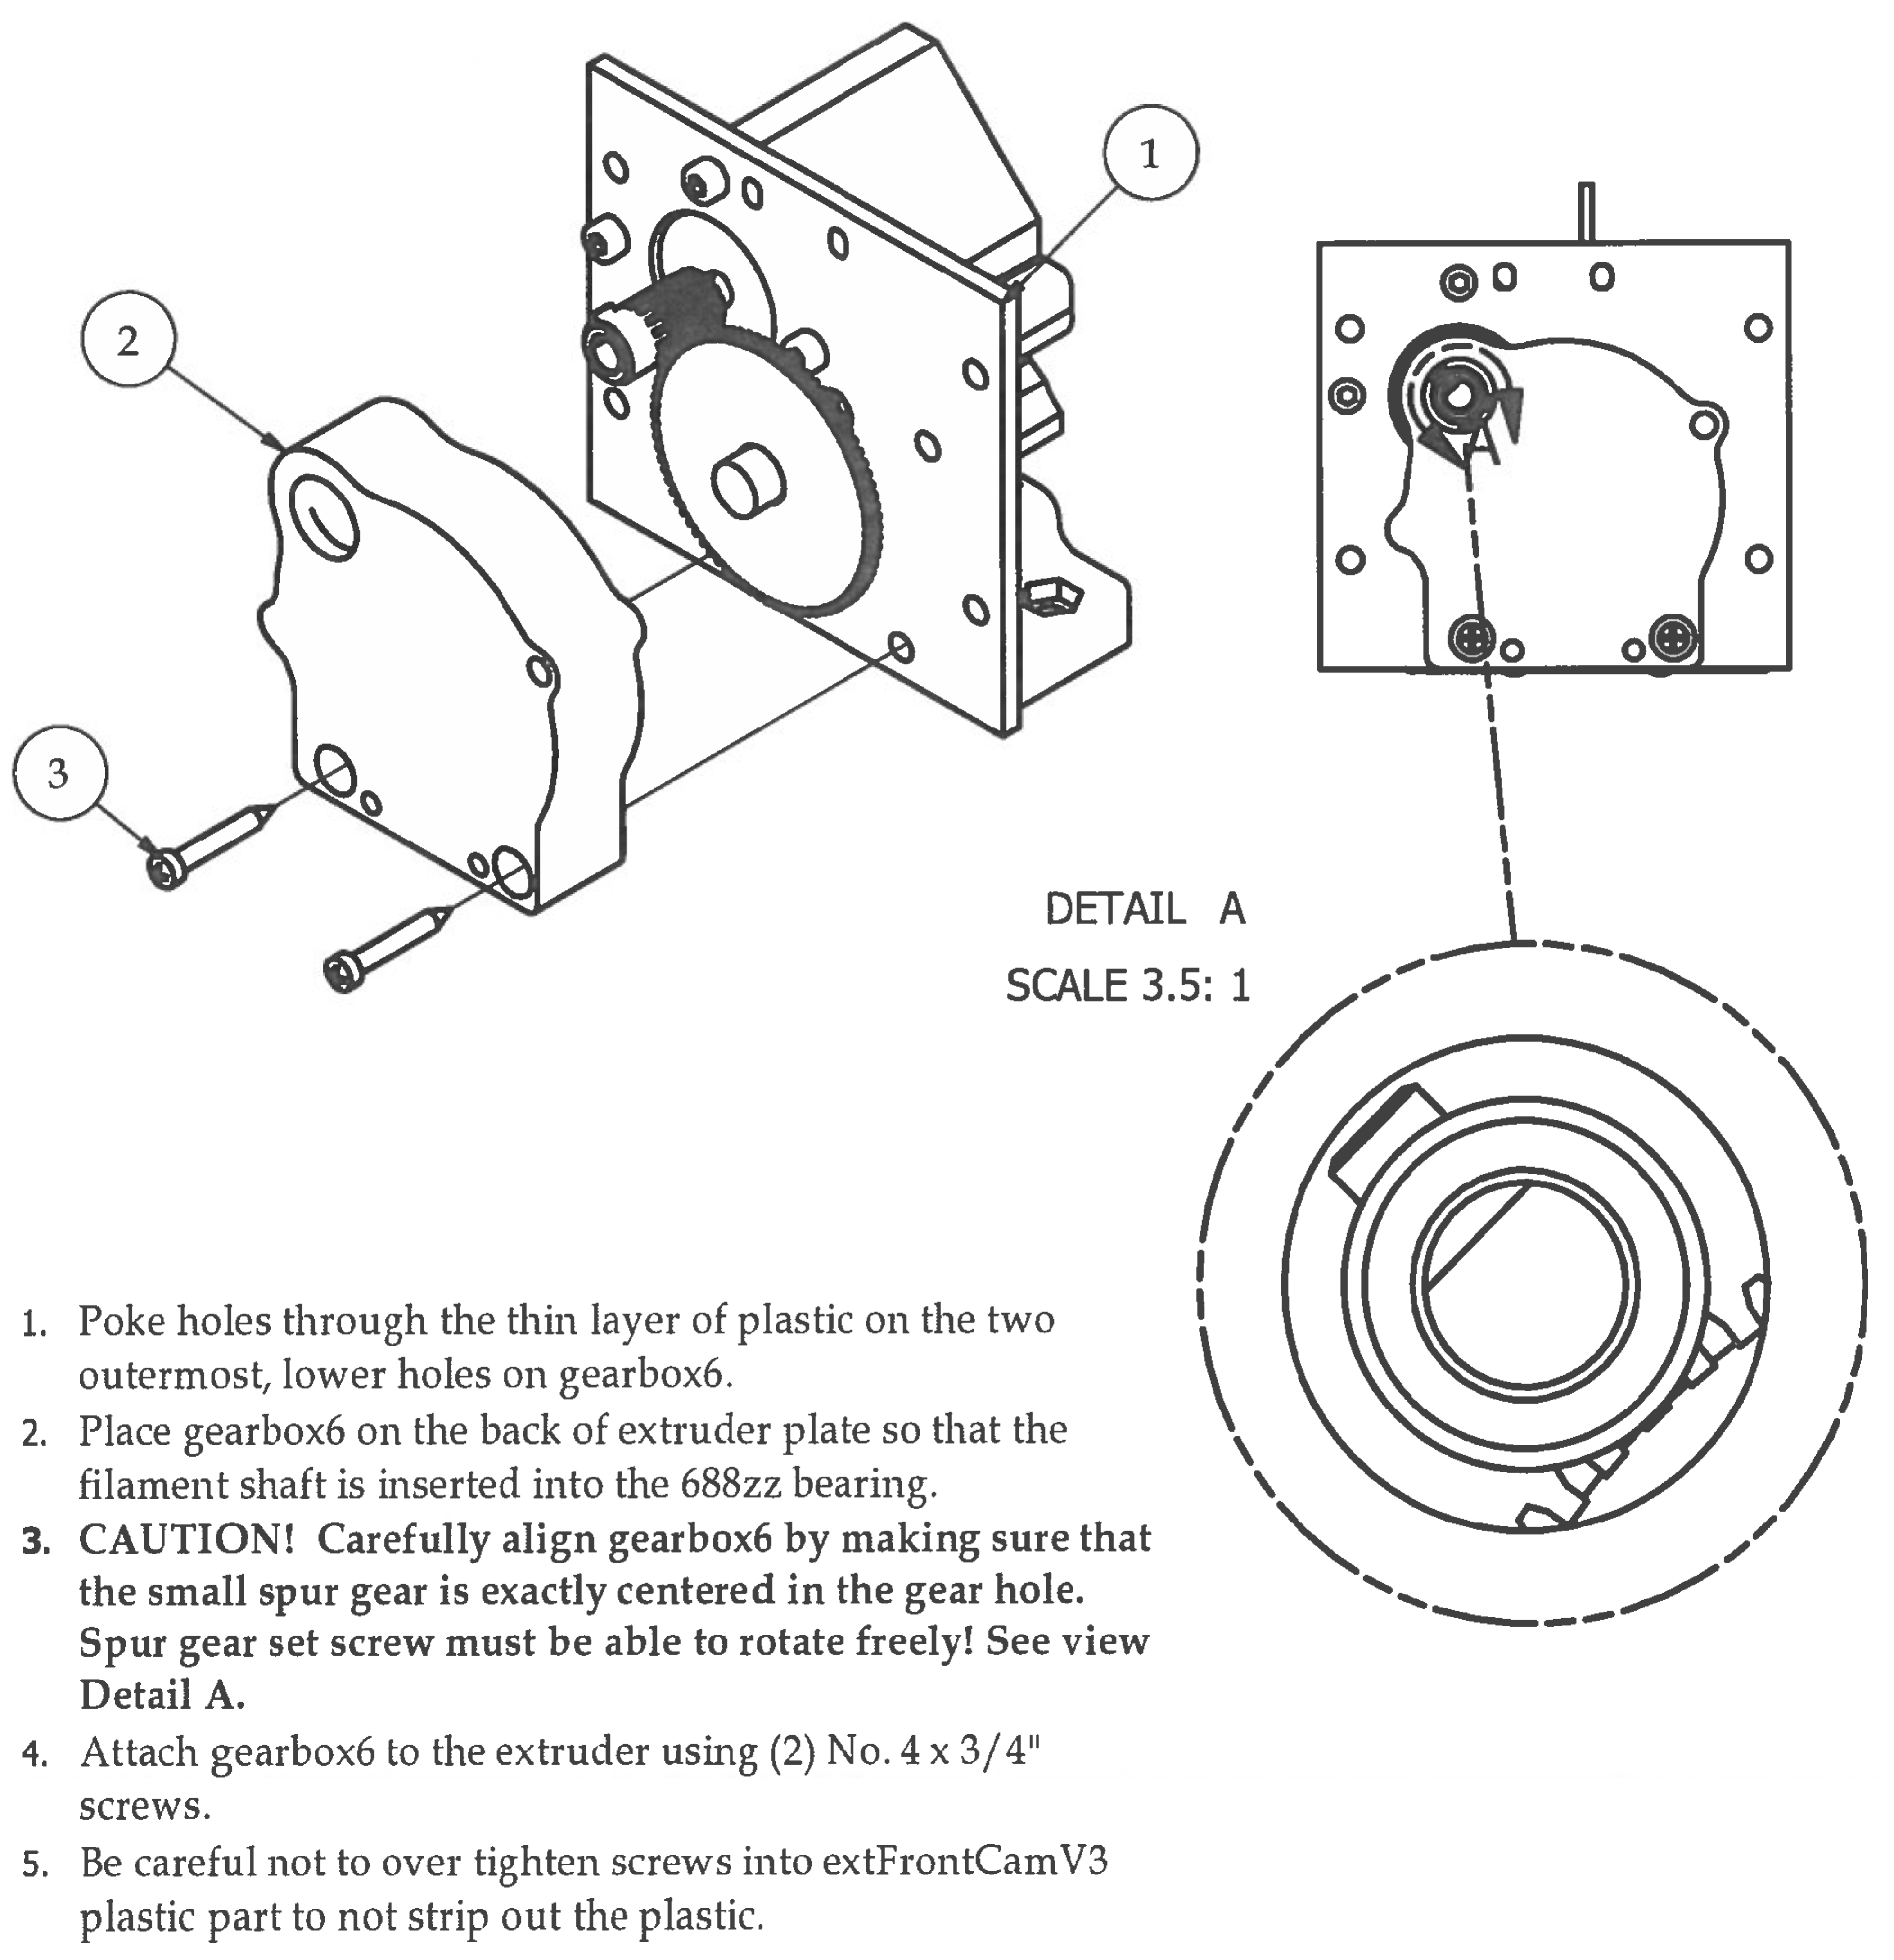 1
2
3
A
DETAIL A
SCALE 3.5: 1
1. Poke holes through the thin layer of plastic on the two
outermost, lower holes on gearbox6.
2. Place gearbox6 on the back of extruder plate so that the
filament shaft is inserted into the 688zz bearing.
3. CAUTION! Carefully align gearbox6 by making sure that
the small spur gear is exactly centered in the gear hole.
Spur gear set screw must be able to rotate freely! See view
Detail A.
4. Attach gearbox6 to the extruder using (2) No. 4 x 3/4"
screws.
5. Be careful not to over tighten screws into extFrontCamV3
plastic part to not strip out the plastic.